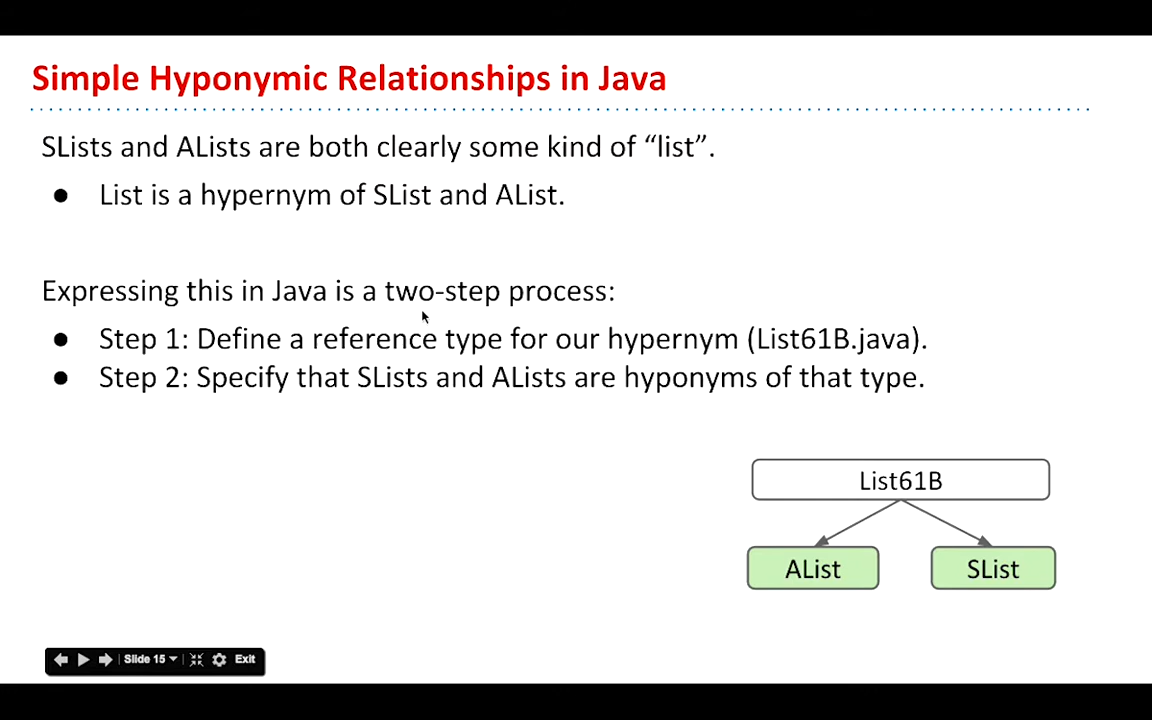 Simple Hyponymic Relationships in Java
SLists and ALists are both clearly some kind of “list”.
● List is a hypernym of SList and AList.
Expressing this in Java is a two-step process:
● Step 1: Define a reference type for our hypernym (List61B.java).
● Step 2: Specify that SLists and ALists are hyponyms of that type.
List61B
AList
SList
Slide 15
Exit